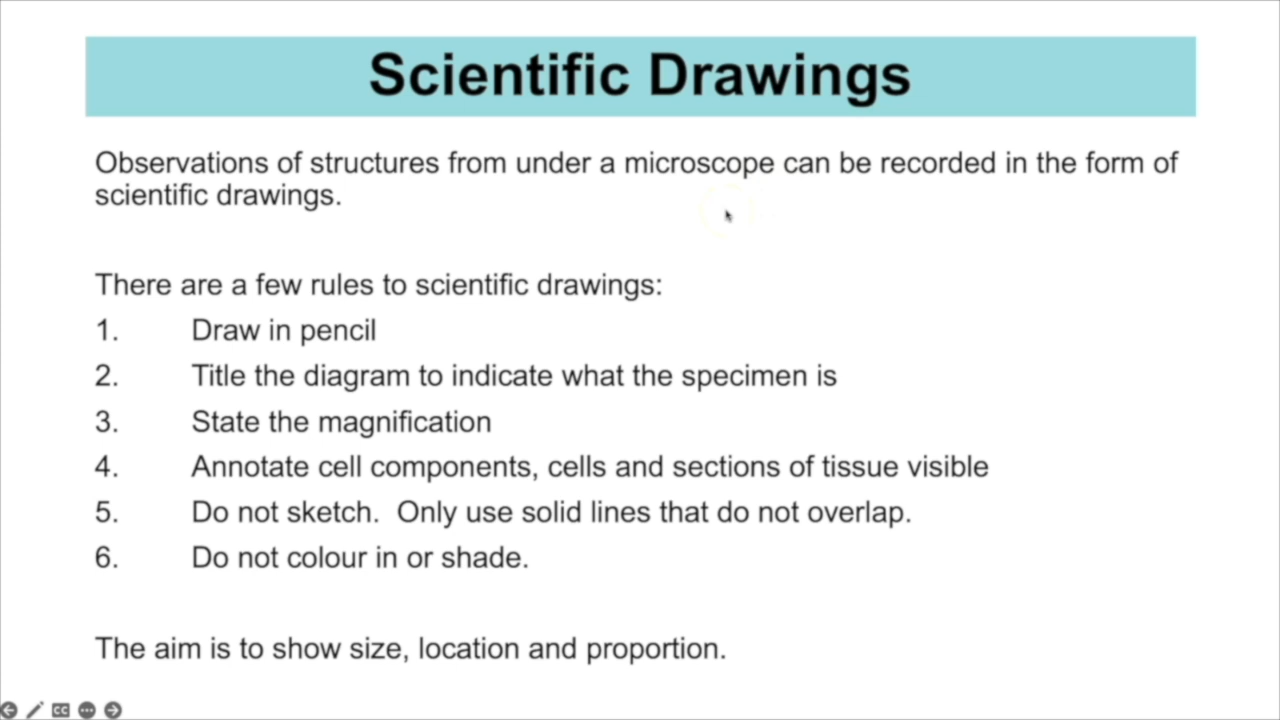 Scientific Drawings
Observations of structures from under a microscope can be recorded in the form of
scientific drawings.
There are a few rules to scientific drawings:
1. Draw in pencil
2. Title the diagram to indicate what the specimen is
3. State the magnification
4. Annotate cell components, cells and sections of tissue visible
5. Do not sketch.  Only use solid lines that do not overlap.
6. Do not colour in or shade.
The aim is to show size, location and proportion.
CC